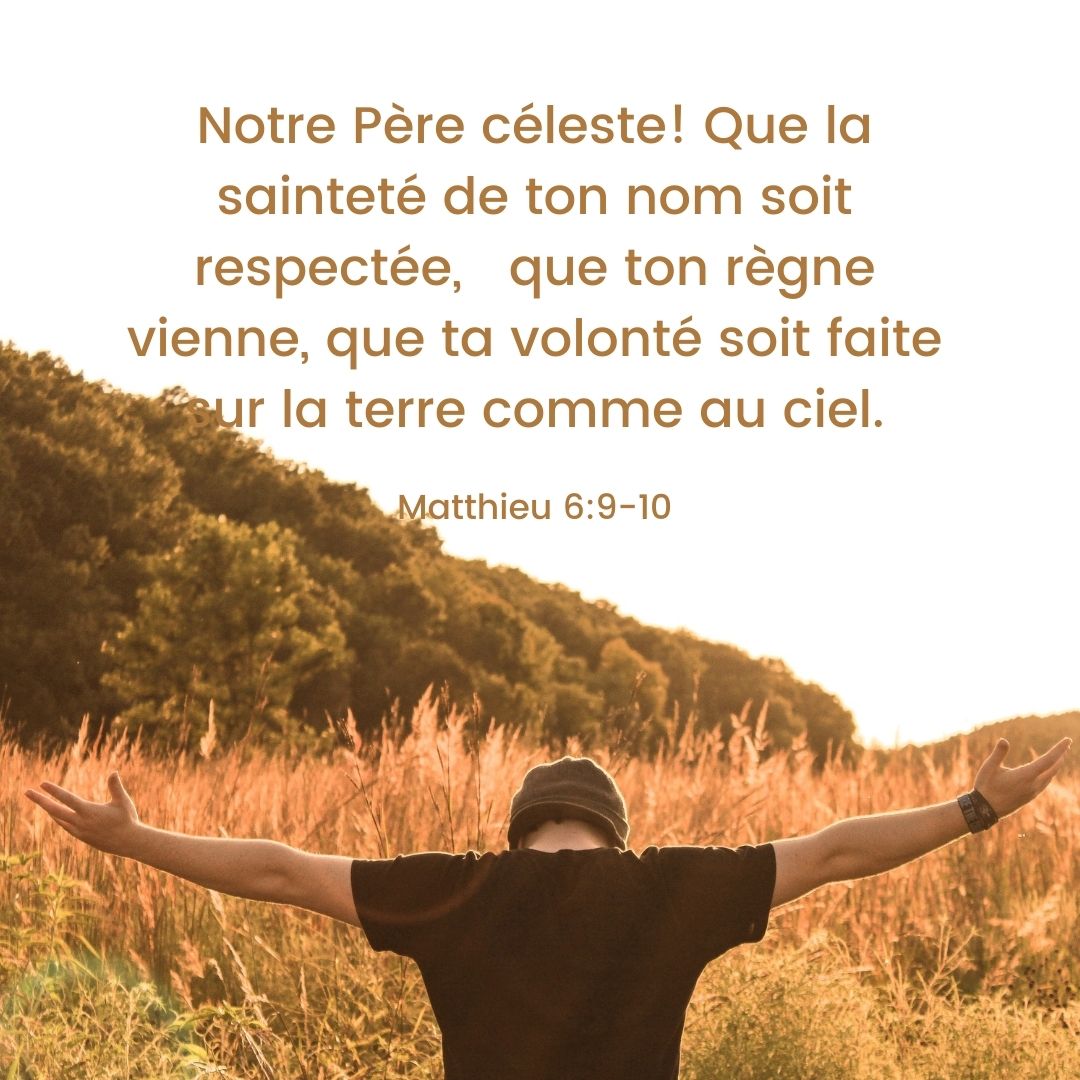 Notre Père céleste! Que la
sainteté de ton nom soit
respectée,   que ton règne
vienne, que ta volonté soit faite
sur la terre comme au ciel.
Matthieu 6:9-10